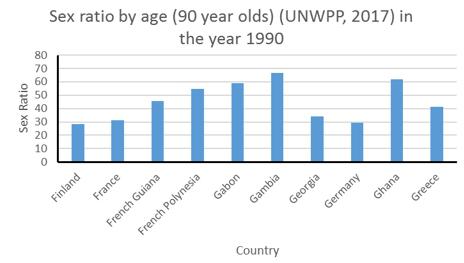 Sex ratio by age (90 year olds) (UNWPP, 2017) in
the year 1990
80
70
60
50
40
30
20
10
0
Sex Ratio
Finland
France
French Guiana
French Polynesia
Gabon
Gambia
Georgia
Germany
Ghana
Greece
Country